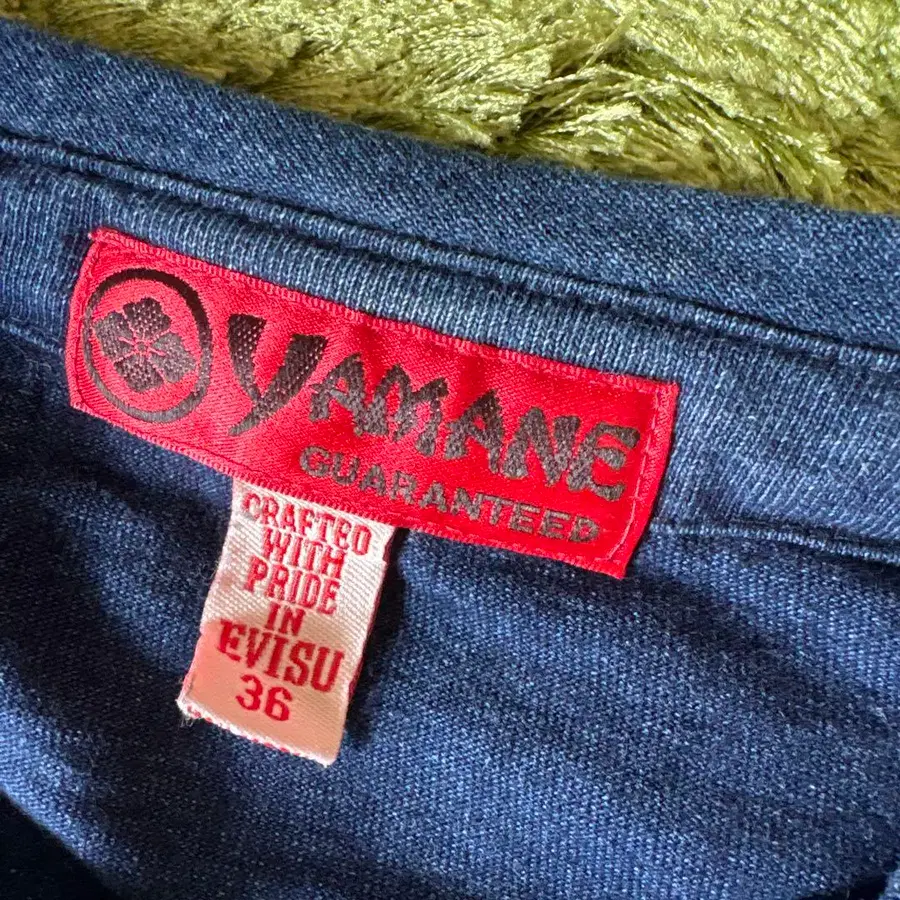 YAMANE
GUARANTEED
CRAFTED
WITH
PRIDE
IN
EVISU
36